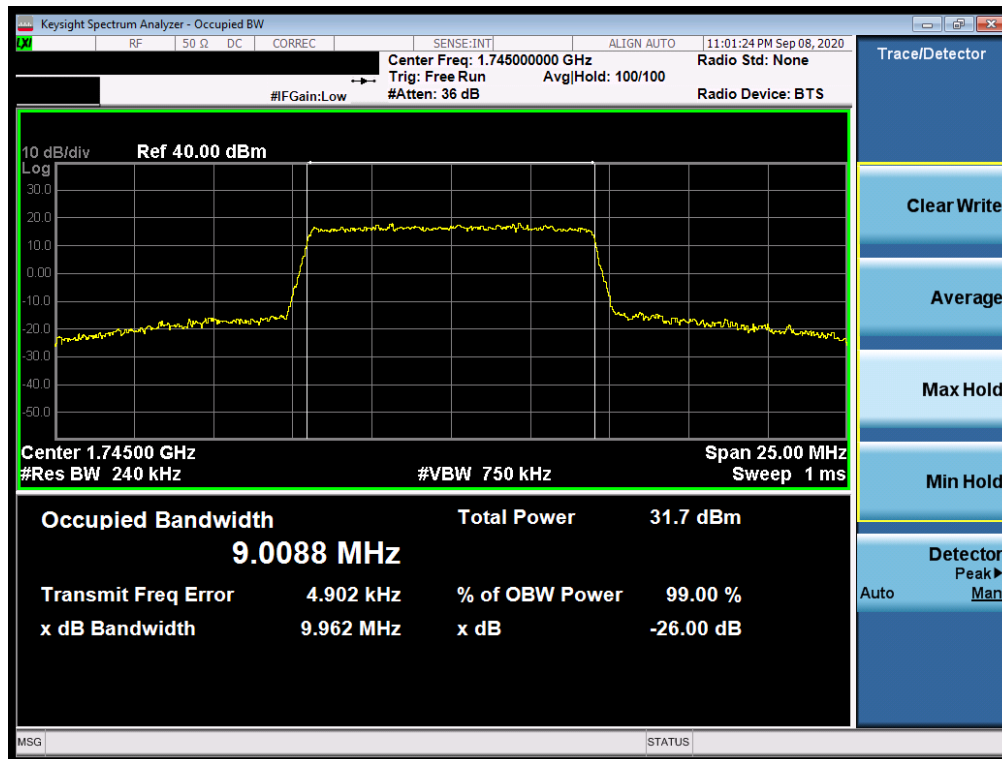 Keysight Spectrum Analyzer - Occupied BW
LXI RF 50 Ω DC CORREC SENSE:INT ALIGN AUTO 11:01:24 PM Sep 08, 2020
Center Freq: 1.745000000 GHz Radio Std: None
Trig: Free Run Avg|Hold: 100/100
#IFGain:Low #Atten: 36 dB Radio Device: BTS
10 dB/div Ref 40.00 dBm
Log
30.0
20.0
10.0
0.00
-10.0
-20.0
-30.0
-40.0
-50.0
Center 1.74500 GHz Span 25.00 MHz
#Res BW 240 kHz #VBW 750 kHz Sweep 1 ms
Occupied Bandwidth Total Power 31.7 dBm
9.0088 MHz
Transmit Freq Error 4.902 kHz % of OBW Power 99.00 %
x dB Bandwidth 9.962 MHz x dB -26.00 dB
MSG STATUS
Trace/Detector
Clear Write
Average
Max Hold
Min Hold
Detector
Peak▶
Auto Man